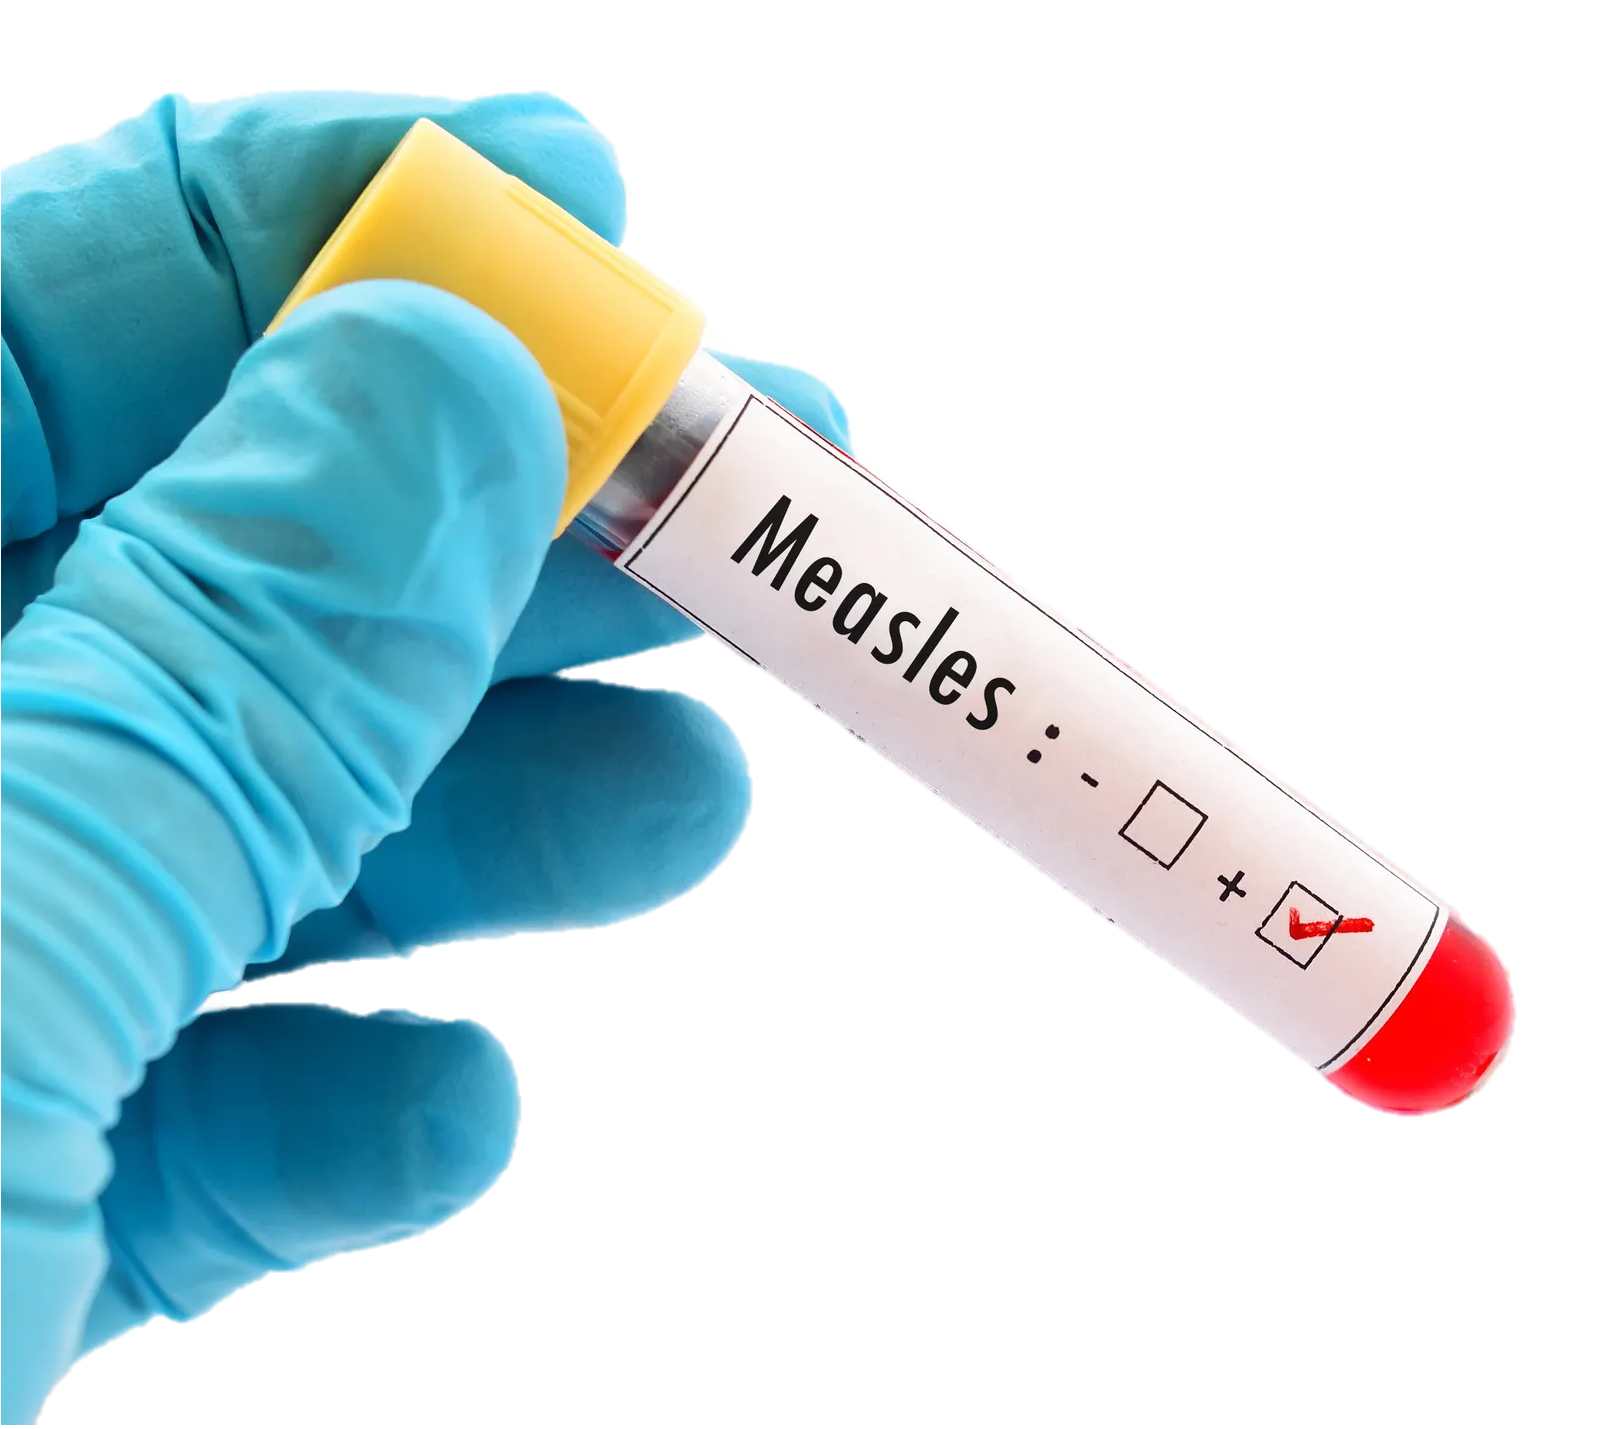 Measles : - ☐ + ☑